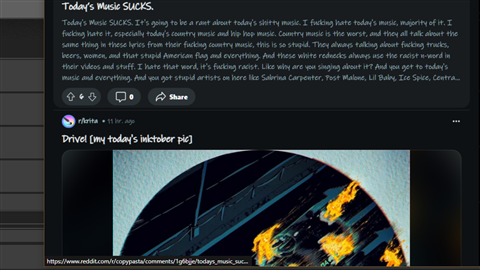 Today's Music SUCKS.
Today's Music SUCKS. It's going to be a rant about today's shitty music. I fucking hate today's music, majority of it. I
fucking hate it, especially today's country music and hip hop music. Country music is the worst, and they all talk about the
same thing in these lyrics from their fucking country music, this is so stupid. They always talking about fucking trucks,
beers, women, and that stupid American flag and everything. And these white rednecks always use the racist n-word in
their videos and stuff. I hate that word, it's fucking racist. Like why are you singing about it? And you got to today's
music and everything. And you got stupid artists on here like Sabrina Carpenter, Post Malone, Lil Baby, Ice Spice, Centra...
6 0 Share
r/krita • 11 hr. ago
Drive! [my today's inktober pic]
https://www.reddit.com/r/copypasta/comments/1g6bjje/todays_music_suc...